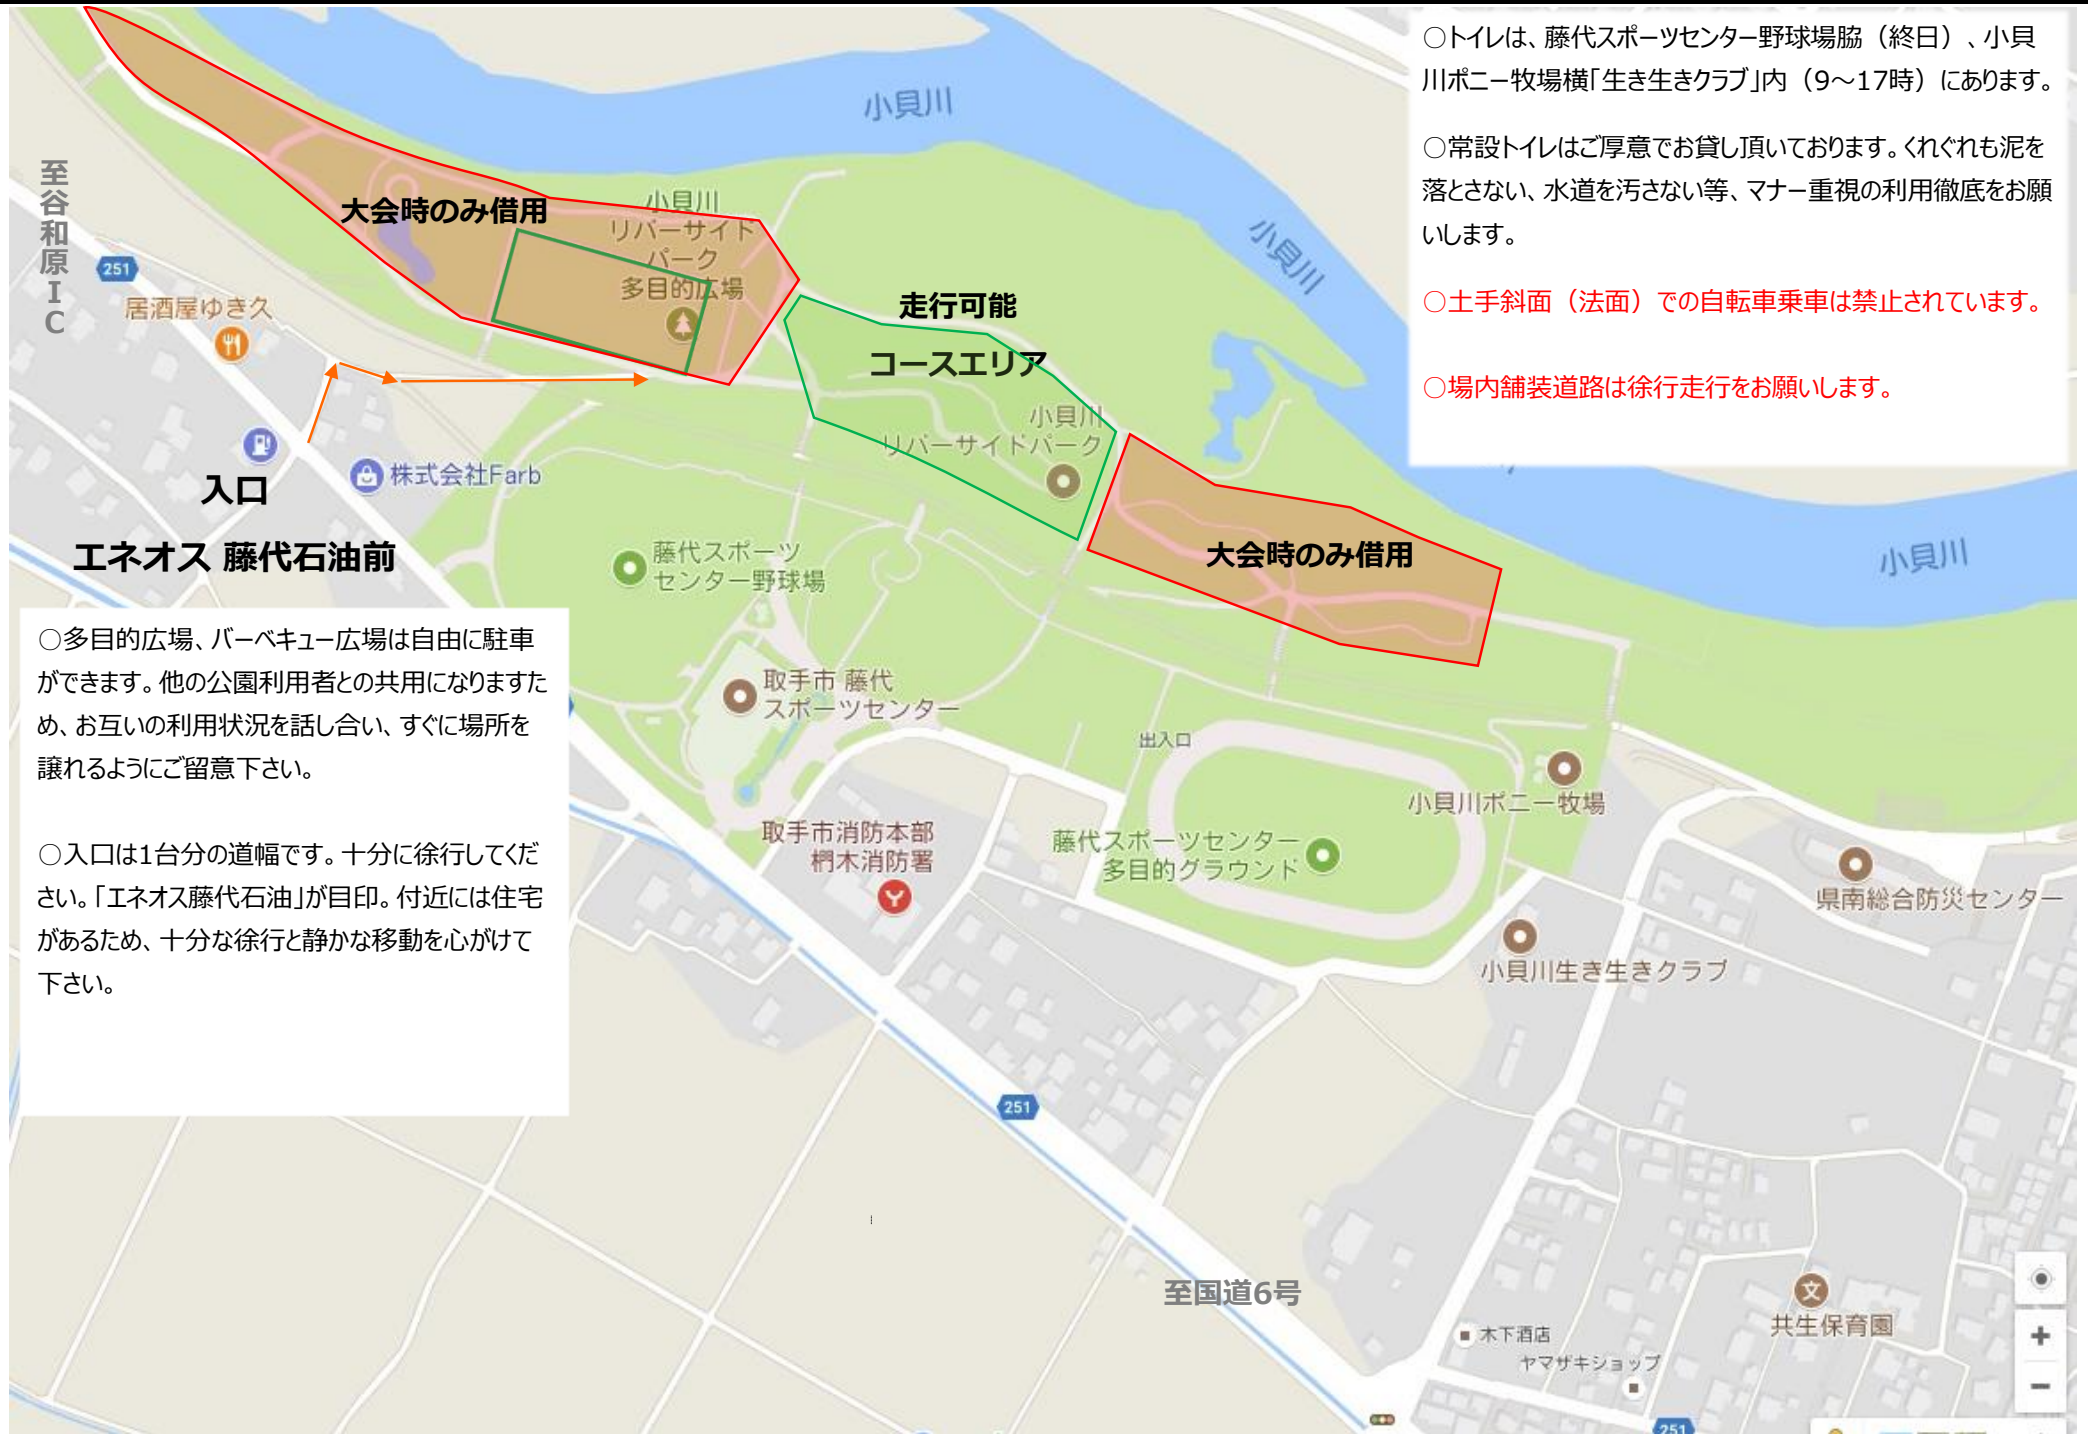 ○トイレは、藤代スポーツセンター野球場脇（終日）、小貝
川ポニー牧場横「生き生きクラブ」内（9～17時）にあります。
○常設トイレはご厚意でお貸し頂いております。くれぐれも泥を
落とさない、水道を汚さない等、マナー重視の利用徹底をお願
いします。
○土手斜面（法面）での自転車乗車は禁止されています。
○場内舗装道路は徐行走行をお願いします。
小貝川
小貝川
小貝川
至谷和原IC
251
居酒屋ゆき久
大会時のみ借用
小貝川
リバーサイド
パーク
多目的広場
走行可能
コースエリア
小貝川
リバーサイドパーク
株式会社Farb
入口
エネオス 藤代石油前
大会時のみ借用
藤代スポーツ
センター野球場
○多目的広場、バーベキュー広場は自由に駐車
ができます。他の公園利用者との共用になりますた
め、お互いの利用状況を話し合い、すぐに場所を
譲れるようにご留意下さい。
○入口は1台分の道幅です。十分に徐行してくだ
さい。「エネオス藤代石油」が目印。付近には住宅
があるため、十分な徐行と静かな移動を心がけて
下さい。
取手市 藤代
スポーツセンター
出入口
小貝川ポニー牧場
取手市消防本部
椚木消防署
藤代スポーツセンター
多目的グラウンド
県南総合防災センター
小貝川生き生きクラブ
251
至国道6号
木下酒店
ヤマザキショップ
文
共生保育園
251